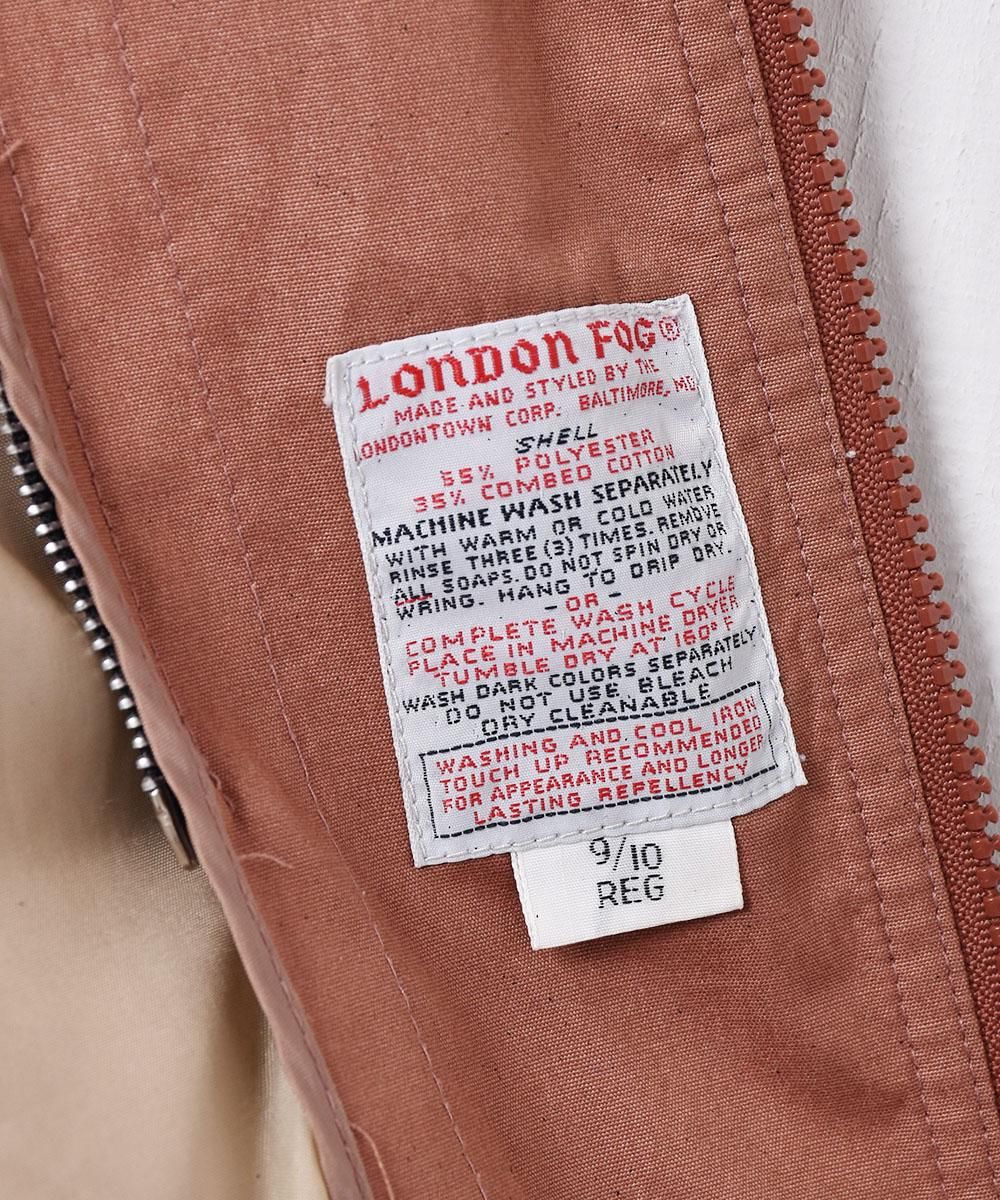 LONDON FOG®
MADE AND STYLED BY THE
LONDONTOWN CORP. BALTIMORE, MD.
SHELL
65% POLYESTER
35% COMBED COTTON
MACHINE WASH SEPARATELY
WITH WARM OR COLD WATER
RINSE THREE (3) TIMES. REMOVE
ALL SOAPS. DO NOT SPIN DRY OR
WRING. HANG TO DRIP DRY.
- OR -
COMPLETE WASH CYCLE
PLACE IN MACHINE DRYER
TUMBLE DRY AT 160° F
WASH DARK COLORS SEPARATELY
DO NOT USE BLEACH
DRY CLEANABLE
WASHING AND COOL IRON
TOUCH UP RECOMMENDED
FOR APPEARANCE AND LONGER
LASTING REPELLENCY
9/10
REG